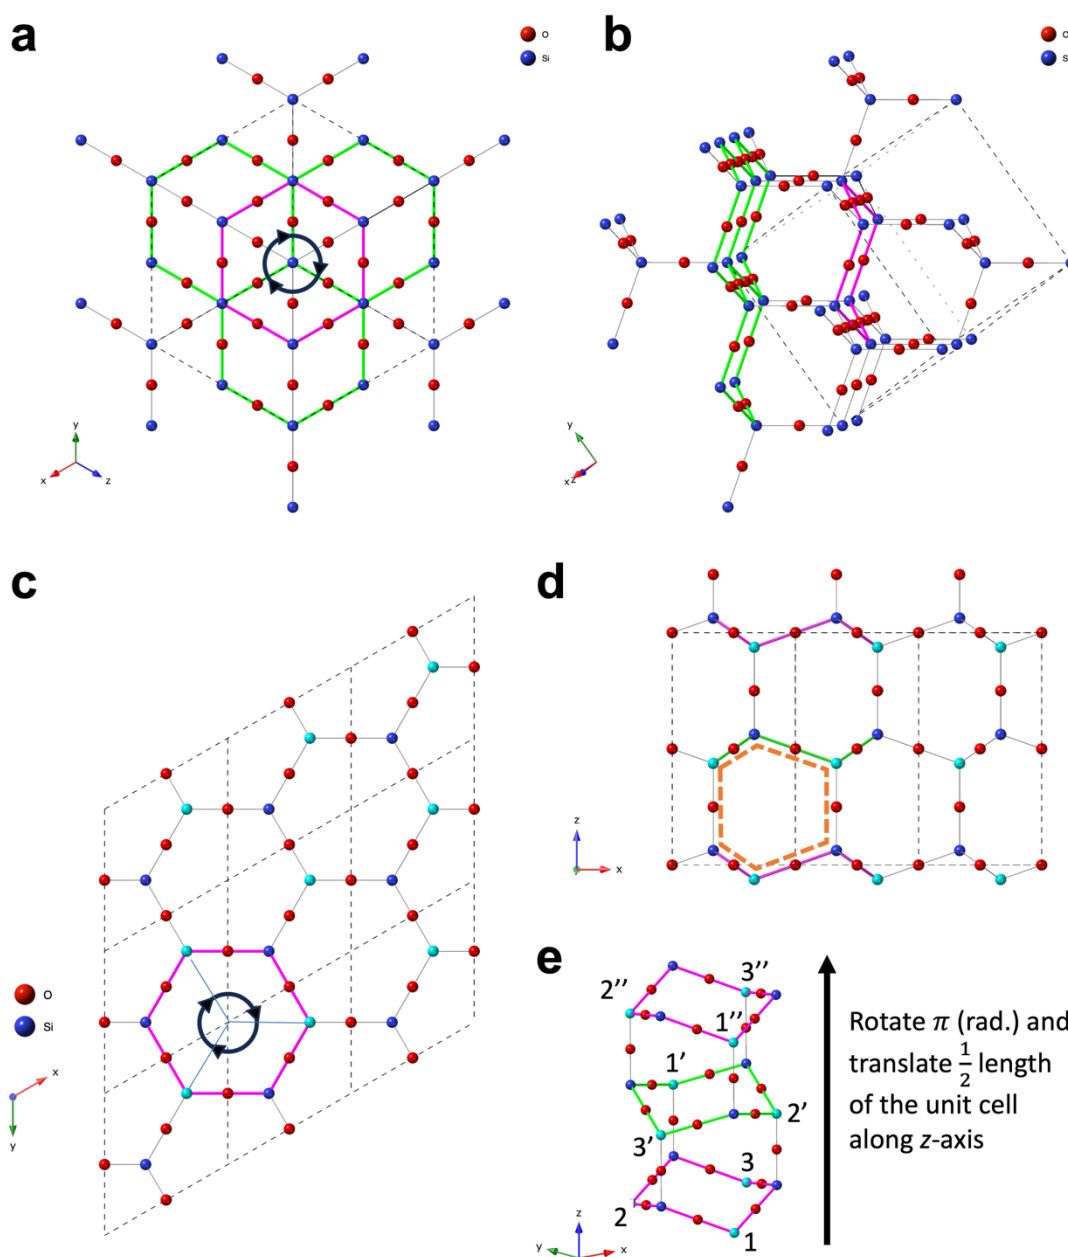 a
O
Si
y
x
z
b
O
S
y
x
z
c
O
Si
x
y
d
z
x
e
3''
2''
1''
1'
2'
3'
3
2
1
z
y
x
Rotate π (rad.) and
translate 1/2 length
of the unit cell
along z-axis